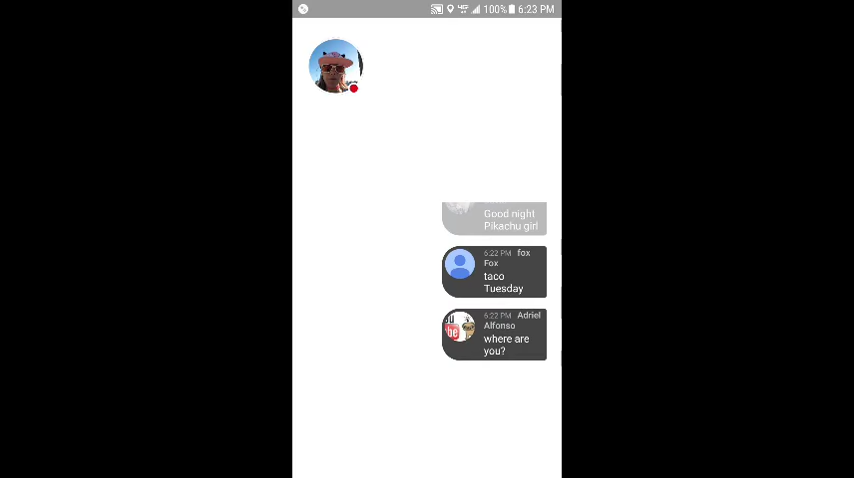 4G 100% 6:23 PM
Good night
Pikachu girl
6:22 PM fox
Fox
taco
Tuesday
6:22 PM Adriel
Alfonso
where are
you?